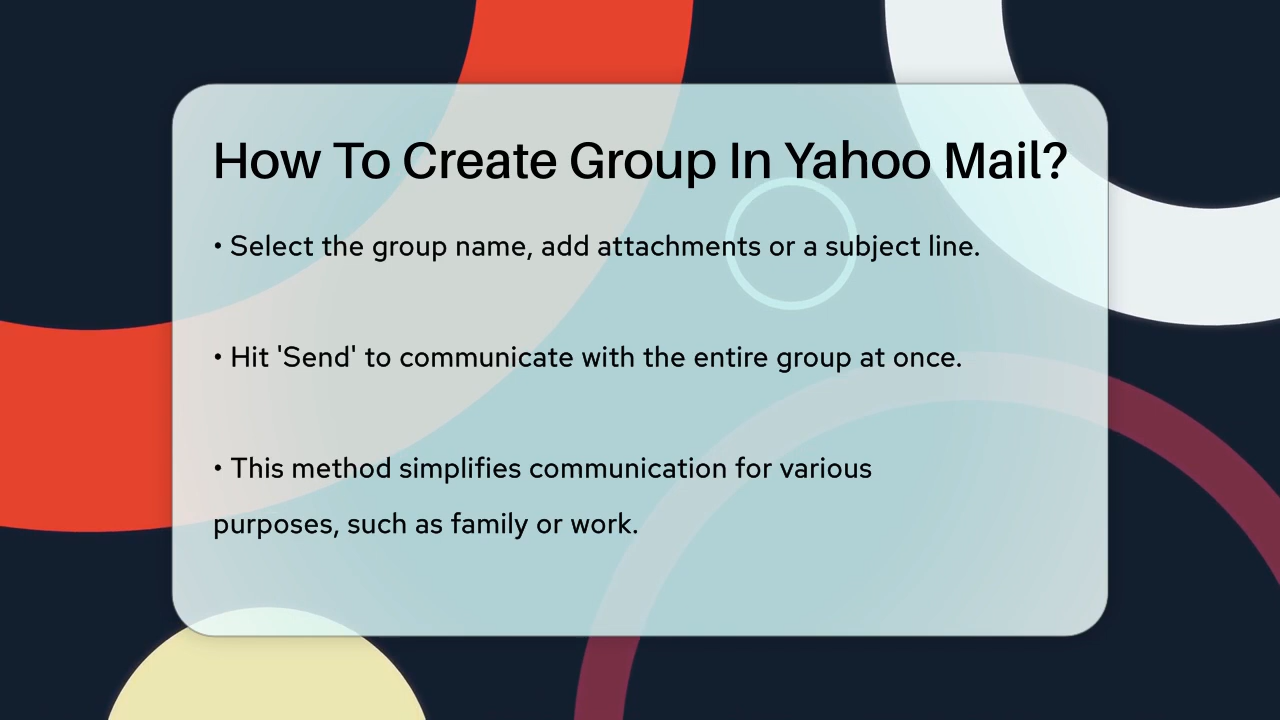 How To Create Group In Yahoo Mail?
• Select the group name, add attachments or a subject line.
• Hit 'Send' to communicate with the entire group at once.
• This method simplifies communication for various
purposes, such as family or work.